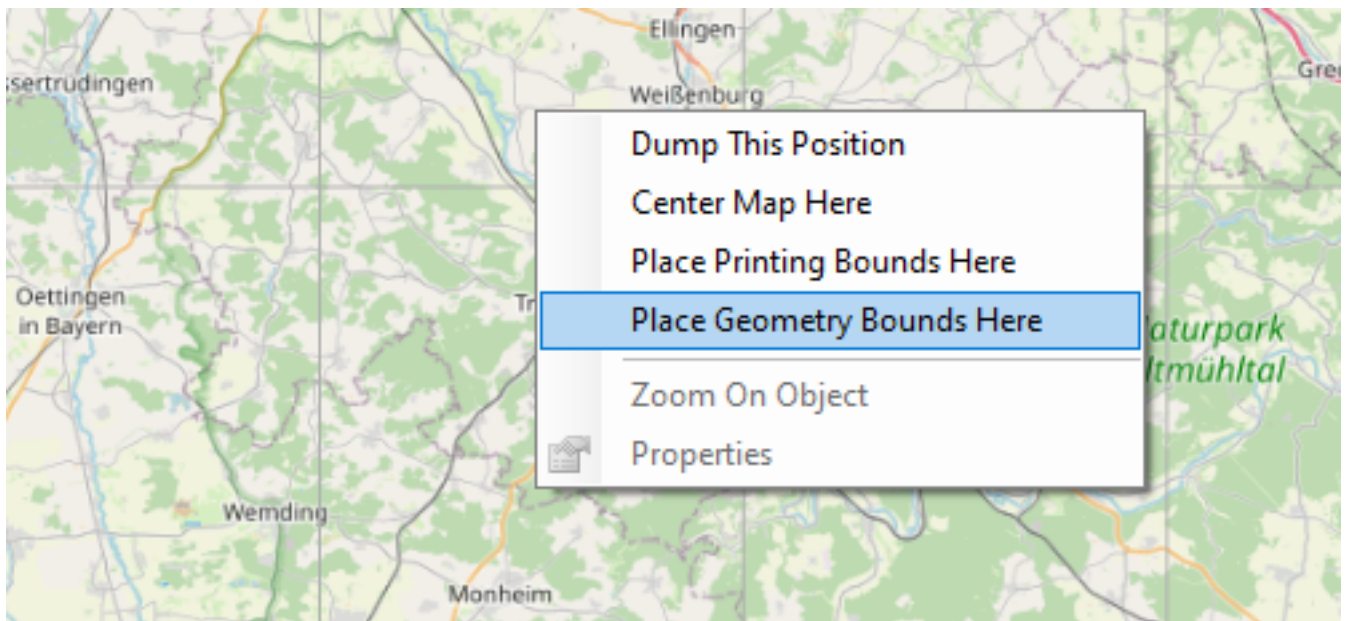 Ellingen
ssertrudingen
Gre
Weißenburg
Dump This Position
Center Map Here
Place Printing Bounds Here
Oettingen
in Bayern
Tr
Place Geometry Bounds Here
aturpark
ltmühltal
Zoom On Object
Properties
Wemding
Monheim